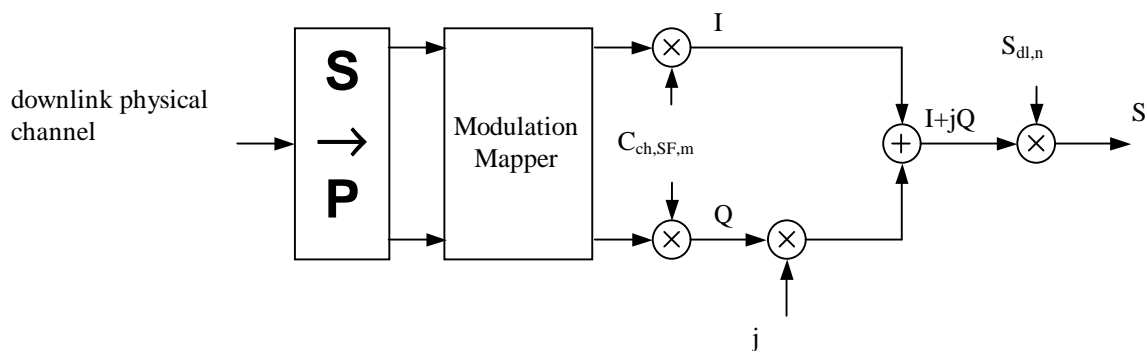 downlink physical
channel
S
→
P
Modulation
Mapper
I
C_ch,SF,m
Q
j
I+jQ
S_dl,n
S